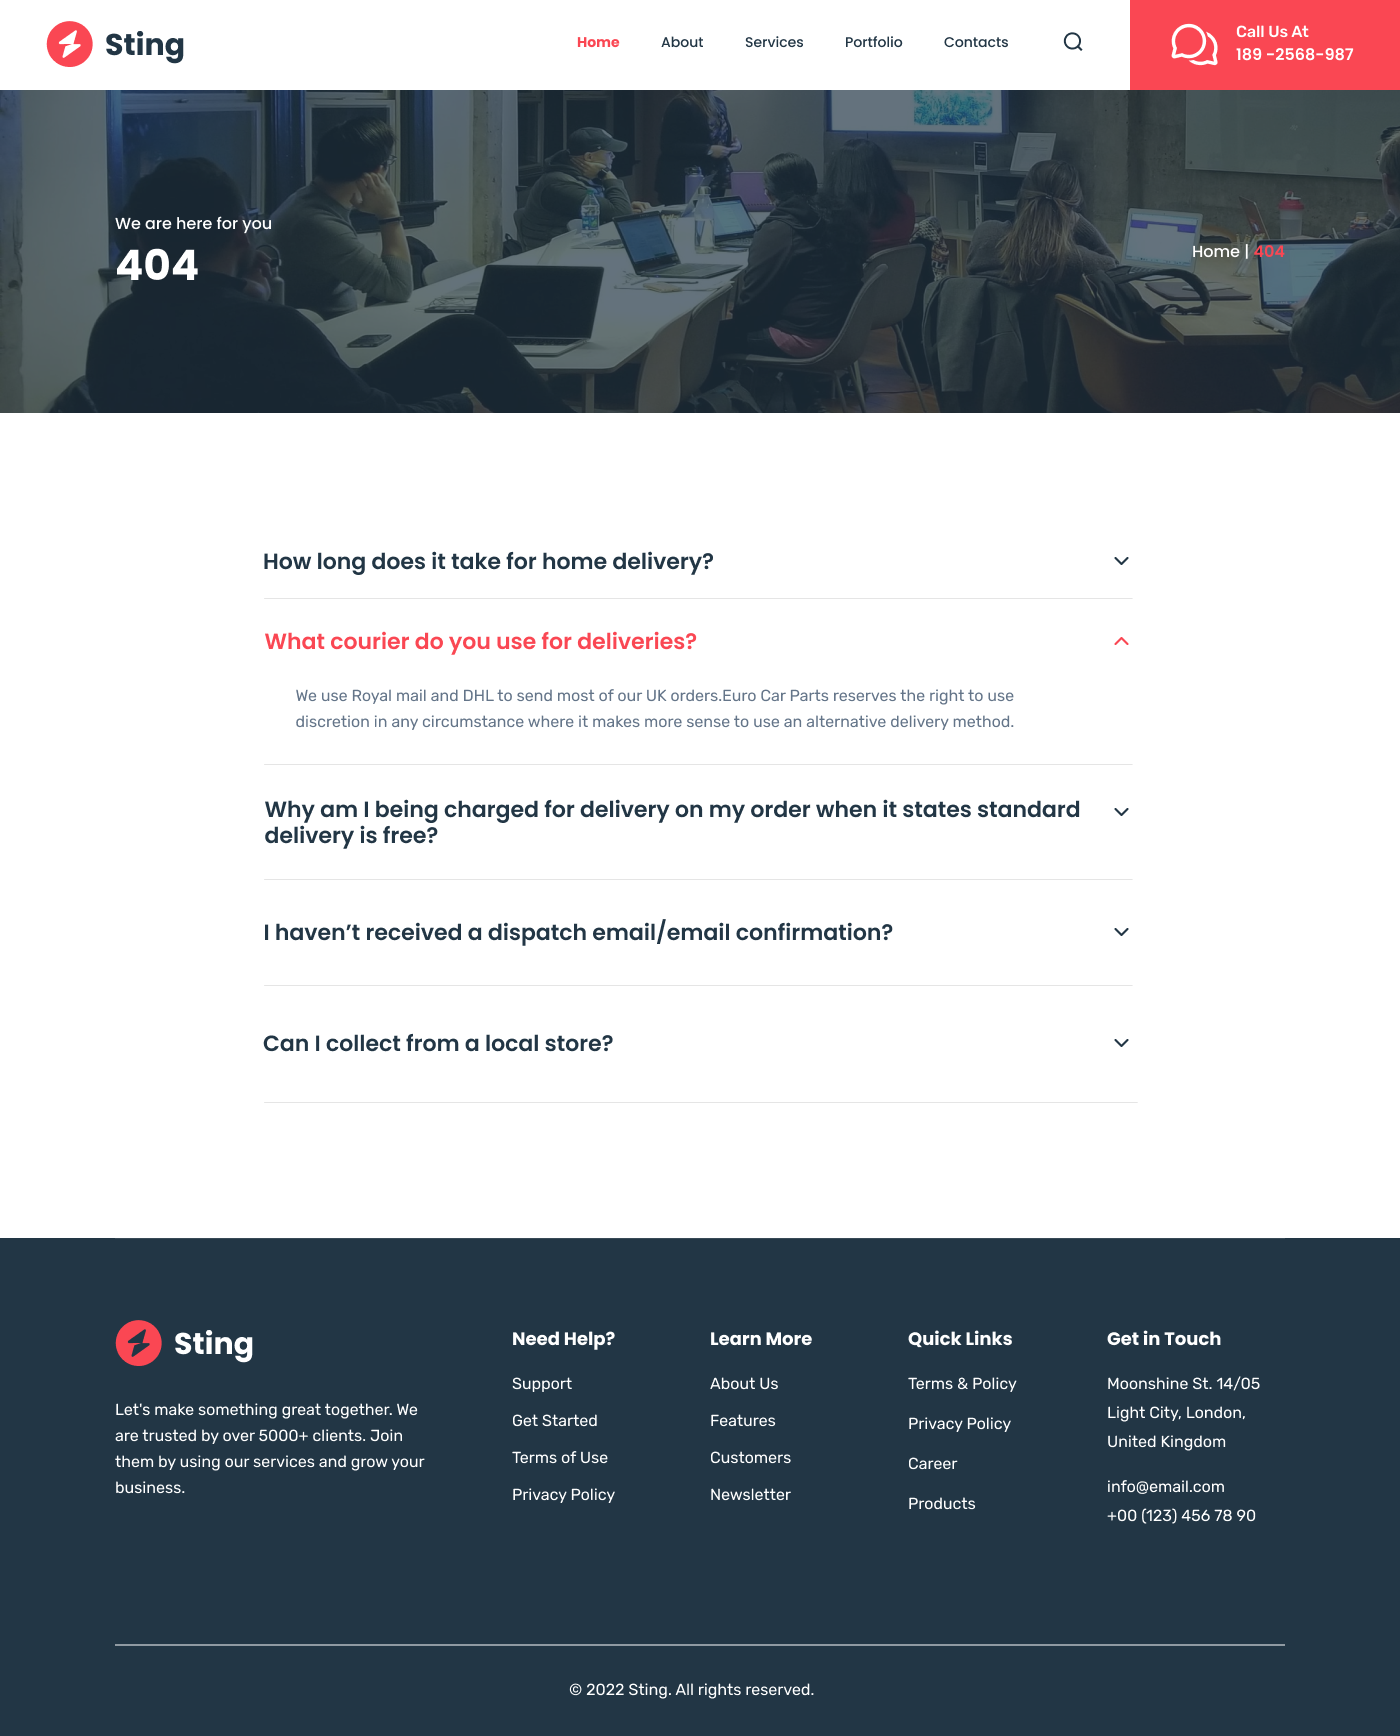 Sting
Home
About
Services
Portfolio
Contacts
Call Us At
189 -2568-987
We are here for you
404
Home | 404
How long does it take for home delivery?
What courier do you use for deliveries?
We use Royal mail and DHL to send most of our UK orders.Euro Car Parts reserves the right to use
discretion in any circumstance where it makes more sense to use an alternative delivery method.
Why am I being charged for delivery on my order when it states standard
delivery is free?
I haven’t received a dispatch email/email confirmation?
Can I collect from a local store?
Sting
Let's make something great together. We
are trusted by over 5000+ clients. Join
them by using our services and grow your
business.
Need Help?
Support
Get Started
Terms of Use
Privacy Policy
Learn More
About Us
Features
Customers
Newsletter
Quick Links
Terms & Policy
Privacy Policy
Career
Products
Get in Touch
Moonshine St. 14/05
Light City, London,
United Kingdom
info@email.com
+00 (123) 456 78 90
© 2022 Sting. All rights reserved.